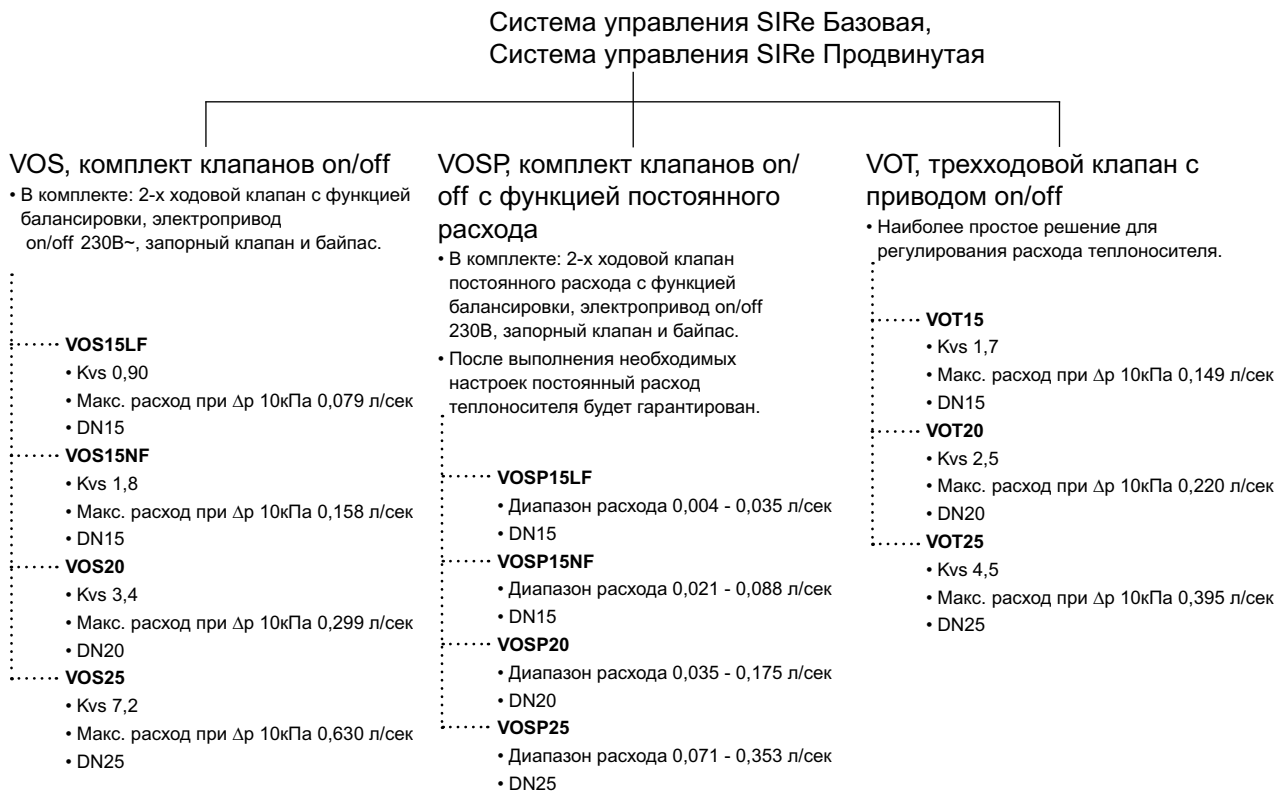 Система управления SIRe Базовая,
Система управления SIRe Продвинутая
VOS, комплект клапанов on/off
• В комплекте: 2-х ходовой клапан с функцией
балансировки, электропривод
on/off 230В~, запорный клапан и байпас.
VOS15LF
• Kvs 0,90
• Макс. расход при ∆p 10кПа 0,079 л/сек
• DN15
VOS15NF
• Kvs 1,8
• Макс. расход при ∆p 10кПа 0,158 л/сек
• DN15
VOS20
• Kvs 3,4
• Макс. расход при ∆p 10кПа 0,299 л/сек
• DN20
VOS25
• Kvs 7,2
• Макс. расход при ∆p 10кПа 0,630 л/сек
• DN25
VOSP, комплект клапанов on/
off с функцией постоянного
расхода
• В комплекте: 2-х ходовой клапан
постоянного расхода с функцией
балансировки, электропривод on/off
230В, запорный клапан и байпас.
• После выполнения необходимых
настроек постоянный расход
теплоносителя будет гарантирован.
VOSP15LF
• Диапазон расхода 0,004 - 0,035 л/сек
• DN15
VOSP15NF
• Диапазон расхода 0,021 - 0,088 л/сек
• DN15
VOSP20
• Диапазон расхода 0,035 - 0,175 л/сек
• DN20
VOSP25
• Диапазон расхода 0,071 - 0,353 л/сек
• DN25
VOT, трехходовой клапан с
приводом on/off
• Наиболее простое решение для
регулирования расхода теплоносителя.
VOT15
• Kvs 1,7
• Макс. расход при ∆p 10кПа 0,149 л/сек
• DN15
VOT20
• Kvs 2,5
• Макс. расход при ∆p 10кПа 0,220 л/сек
• DN20
VOT25
• Kvs 4,5
• Макс. расход при ∆p 10кПа 0,395 л/сек
• DN25